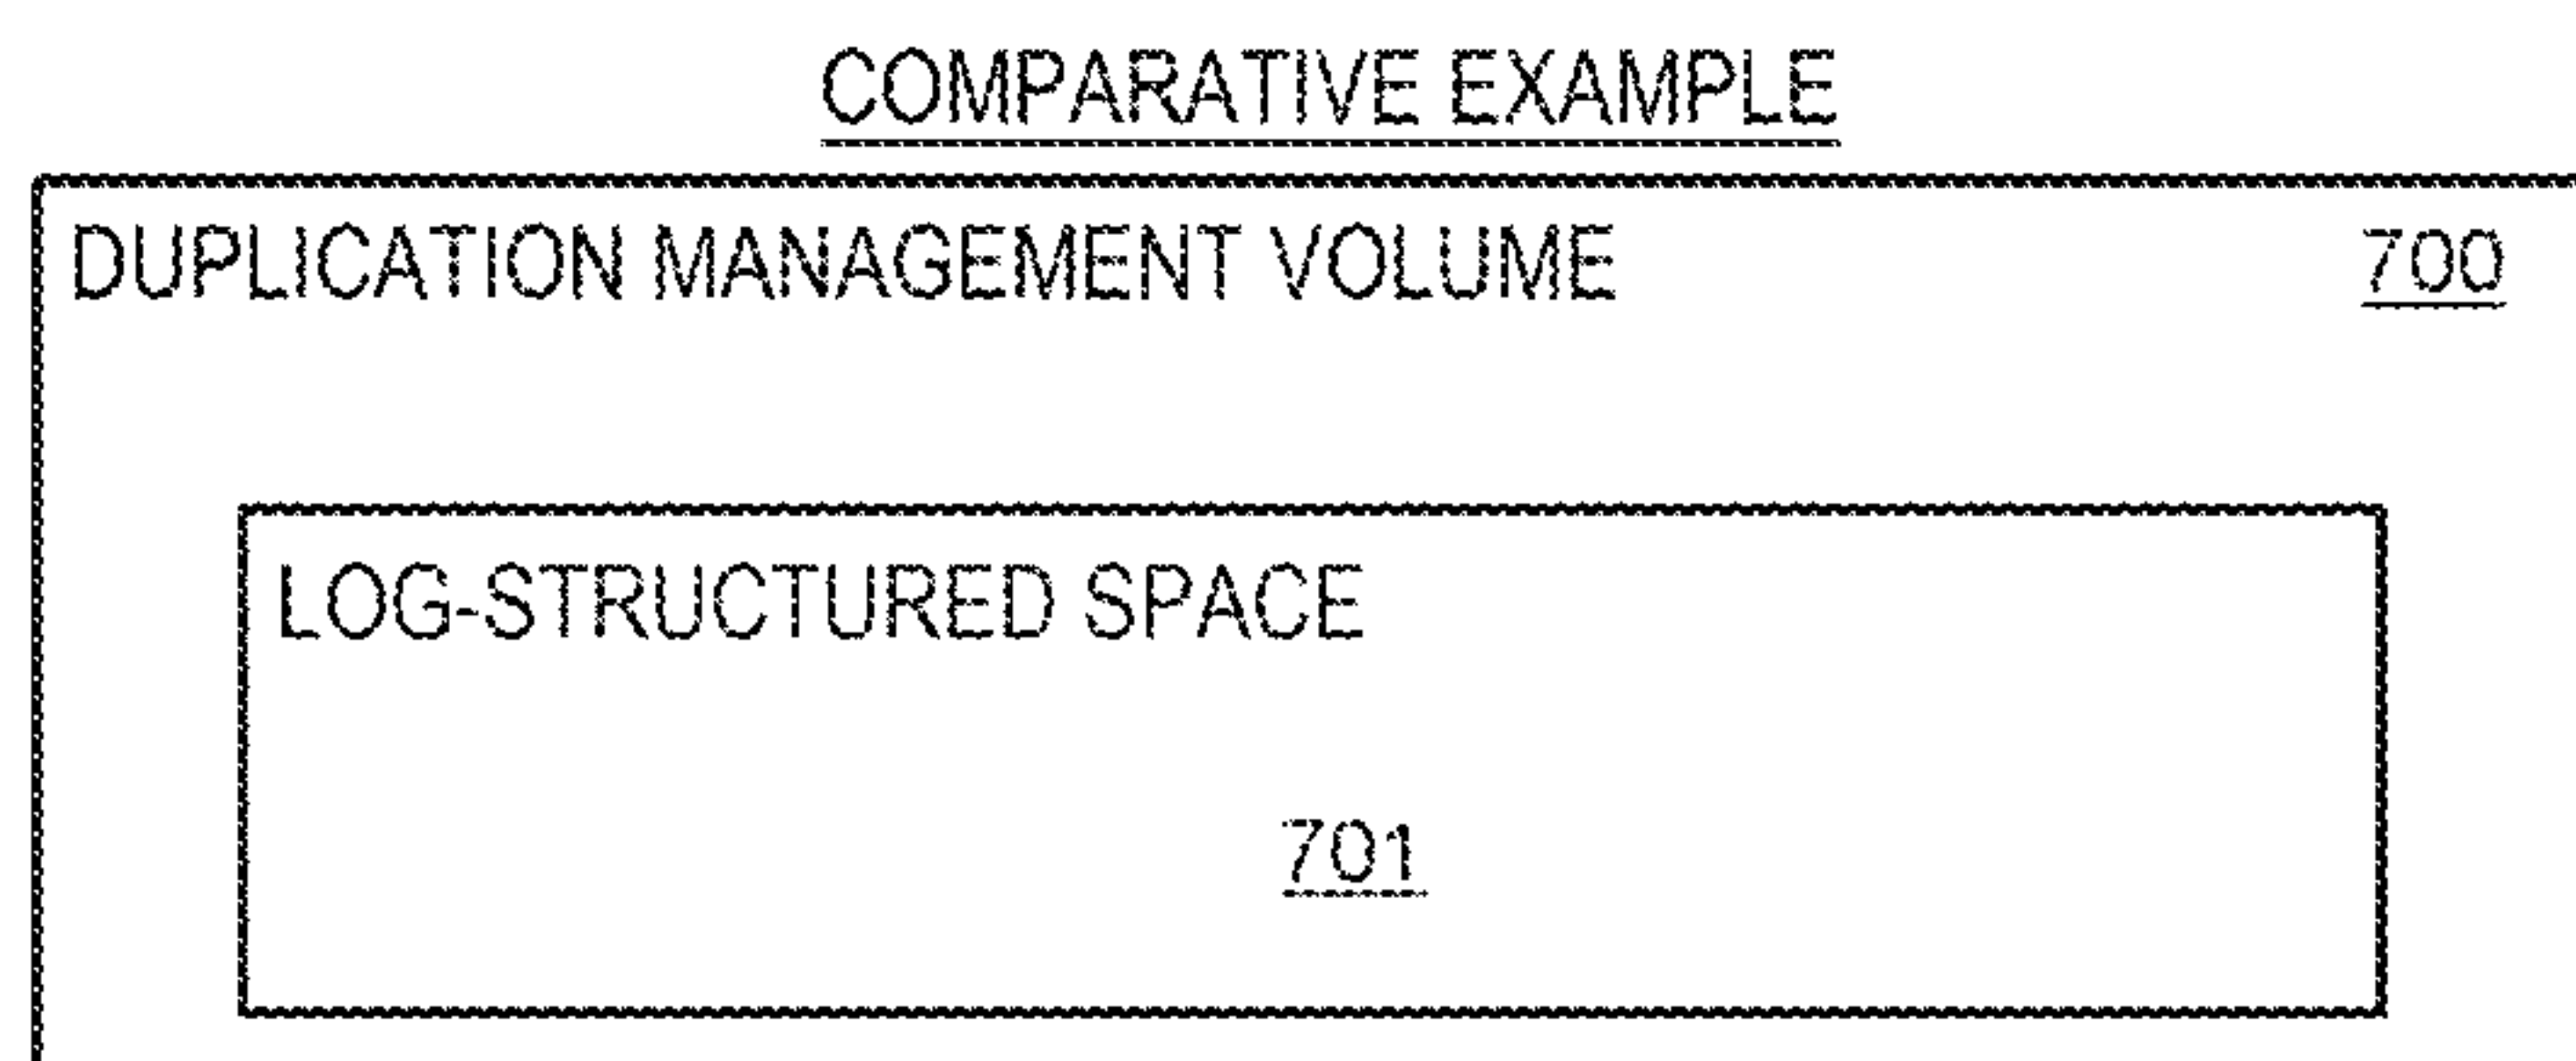 COMPARATIVE EXAMPLE
DUPLICATION MANAGEMENT VOLUME 700
LOG-STRUCTURED SPACE
701